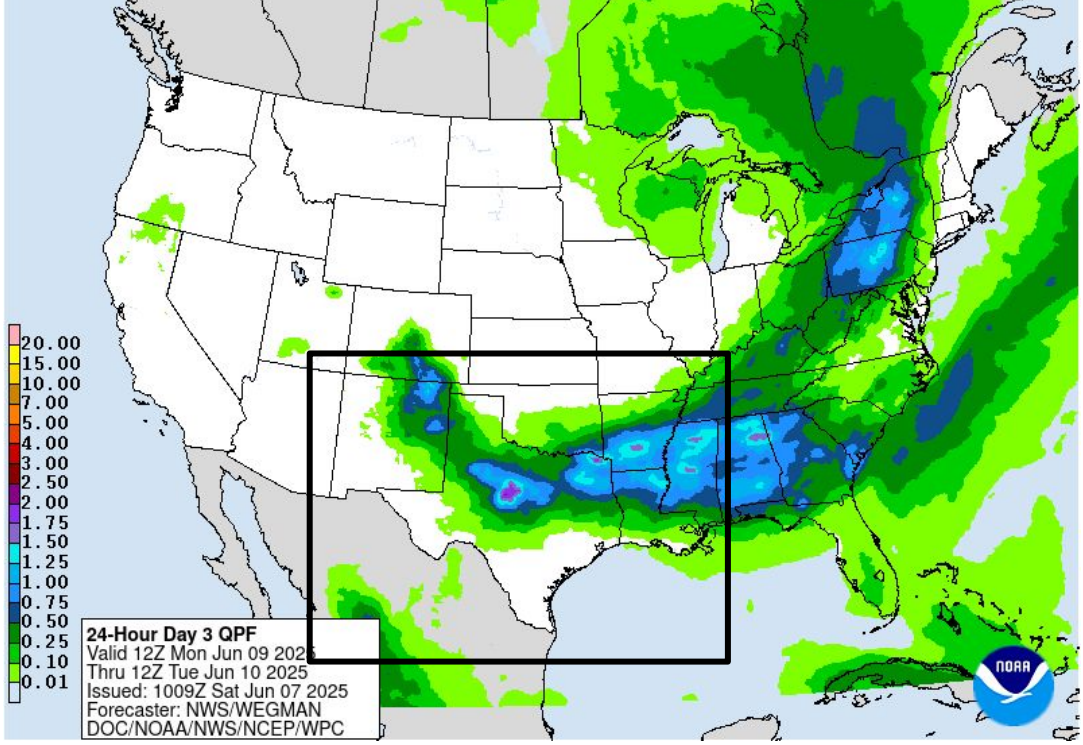 20.00
15.00
10.00
7.00
5.00
4.00
3.00
2.50
2.00
1.75
1.50
1.25
1.00
0.75
0.50
0.25
0.10
0.01
24-Hour Day 3 QPF
Valid 12Z Mon Jun 09 2025
Thru 12Z Tue Jun 10 2025
Issued: 1009Z Sat Jun 07 2025
Forecaster: NWS/WEGMAN
DOC/NOAA/NWS/NCEP/WPC
NOAA